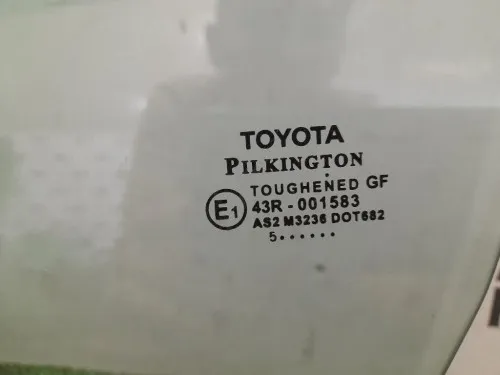 TOYOTA
PILKINGTON
TOUGHENED GF
E1 43R-001583
AS2 M3236 DOT682
5••••••